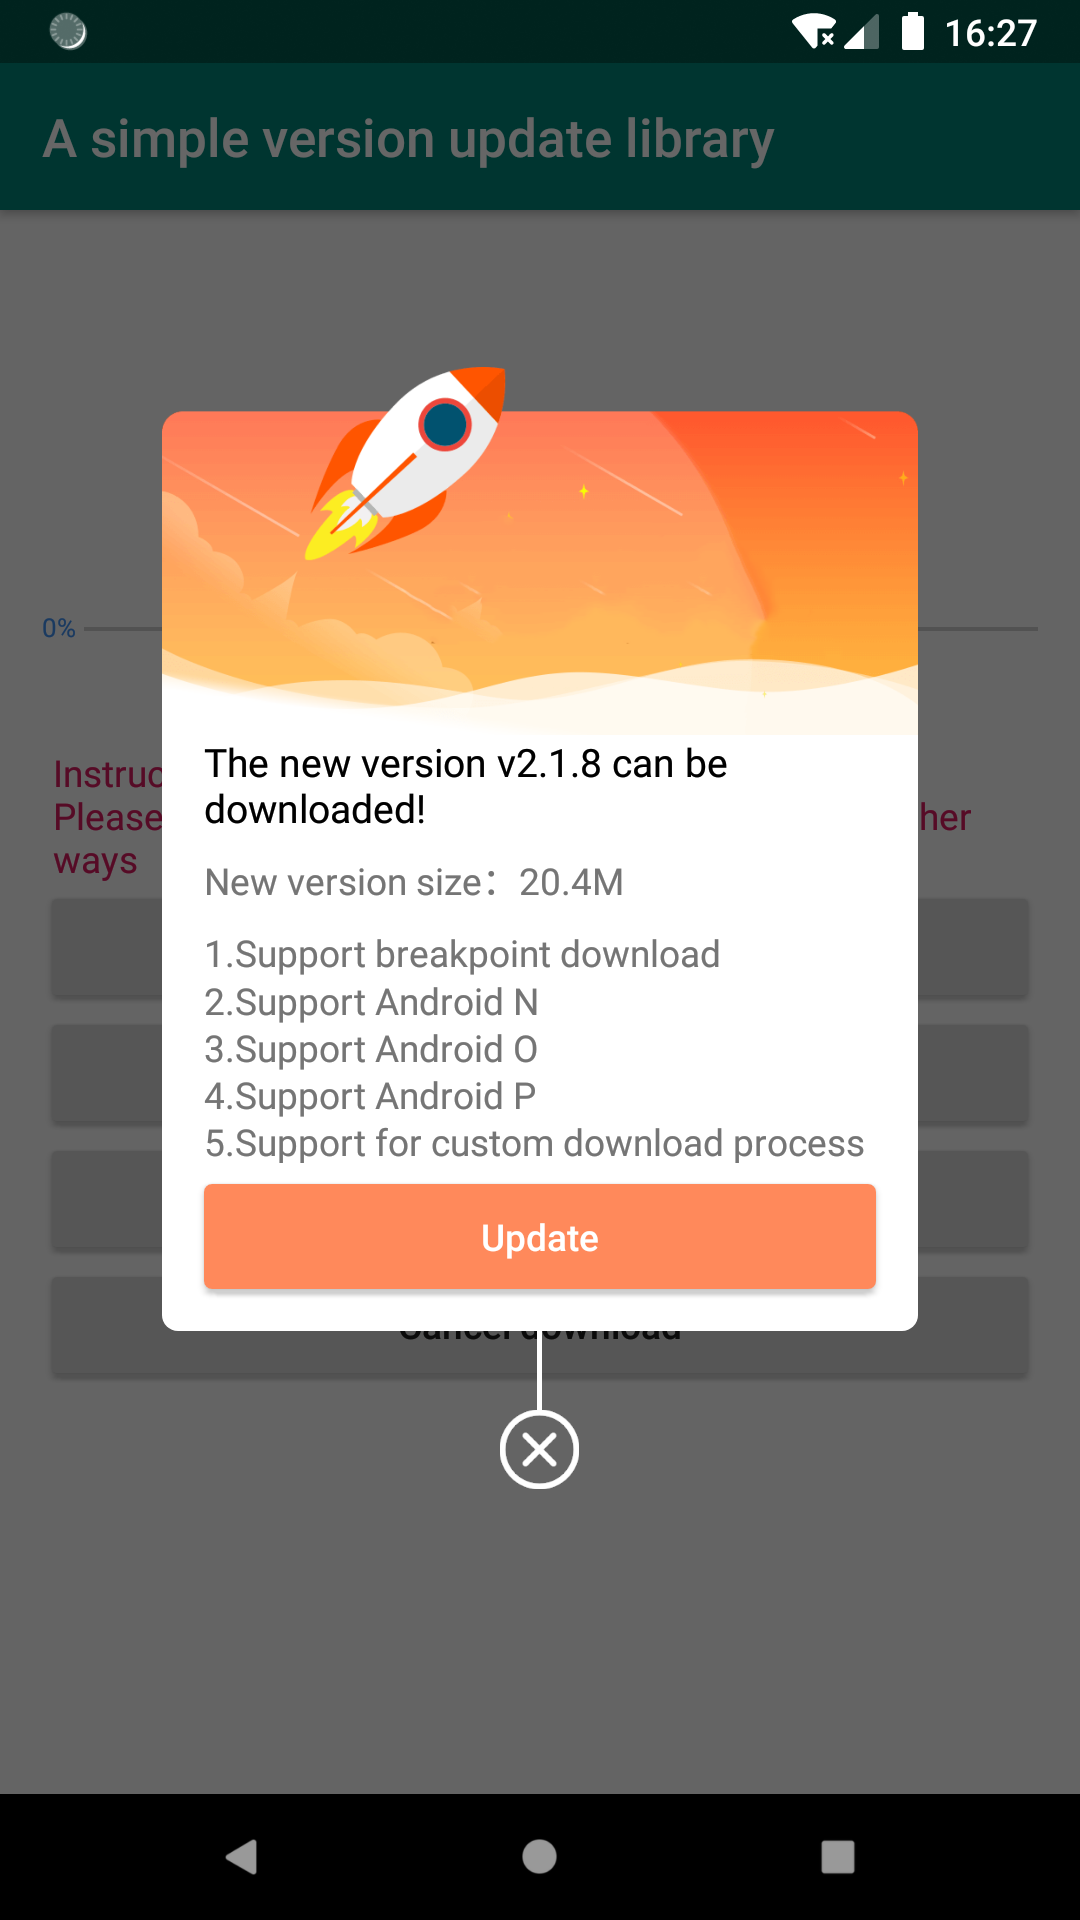 16:27
A simple version update library
0%
The new version v2.1.8 can be
downloaded!
New version size：20.4M
1.Support breakpoint download
2.Support Android N
3.Support Android O
4.Support Android P
5.Support for custom download process
Update
Please
her
ways
Cancel download